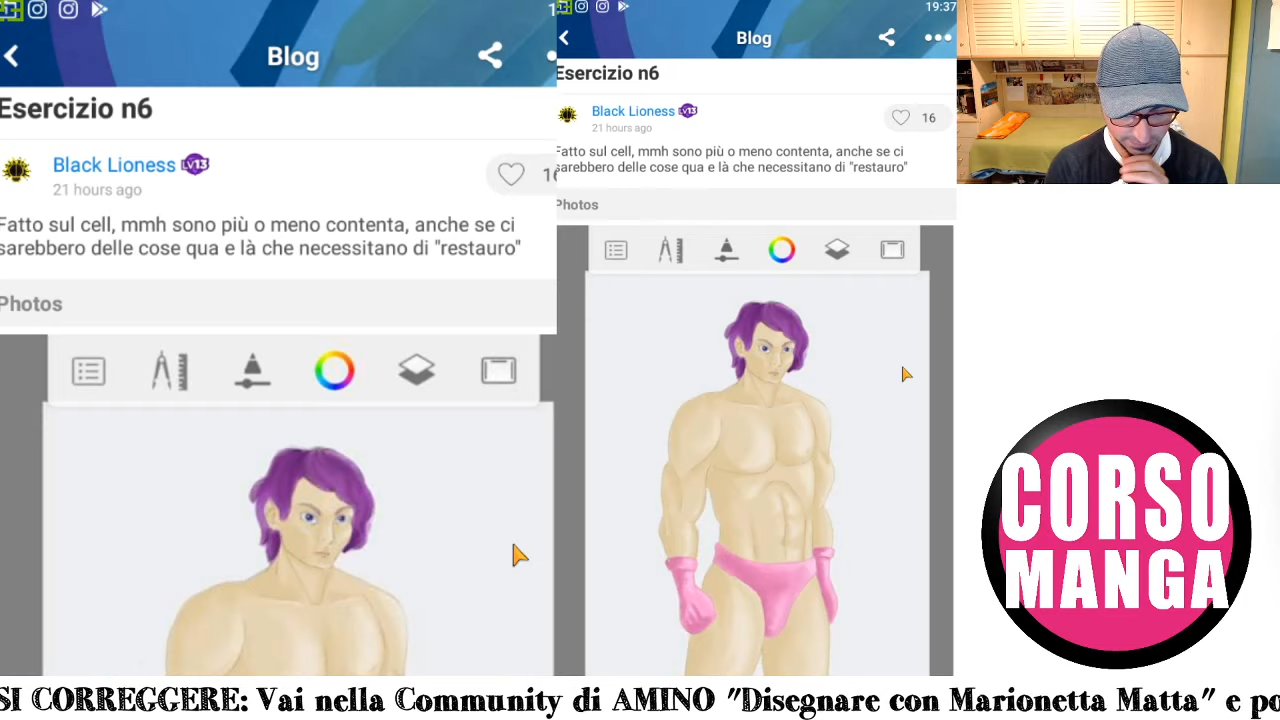 Blog
Esercizio n6
Black Lioness LV13
21 hours ago
Fatto sul cell, mmh sono più o meno contenta, anche se ci
sarebbero delle cose qua e là che necessitano di "restauro"
Photos
19:37
Blog
Esercizio n6
Black Lioness LV13
21 hours ago
16
Fatto sul cell, mmh sono più o meno contenta, anche se ci
sarebbero delle cose qua e là che necessitano di "restauro"
Photos
CORSO
MANGA
SI CORREGGERE: Vai nella Community di AMINO "Disegnare con Marionetta Matta" e po